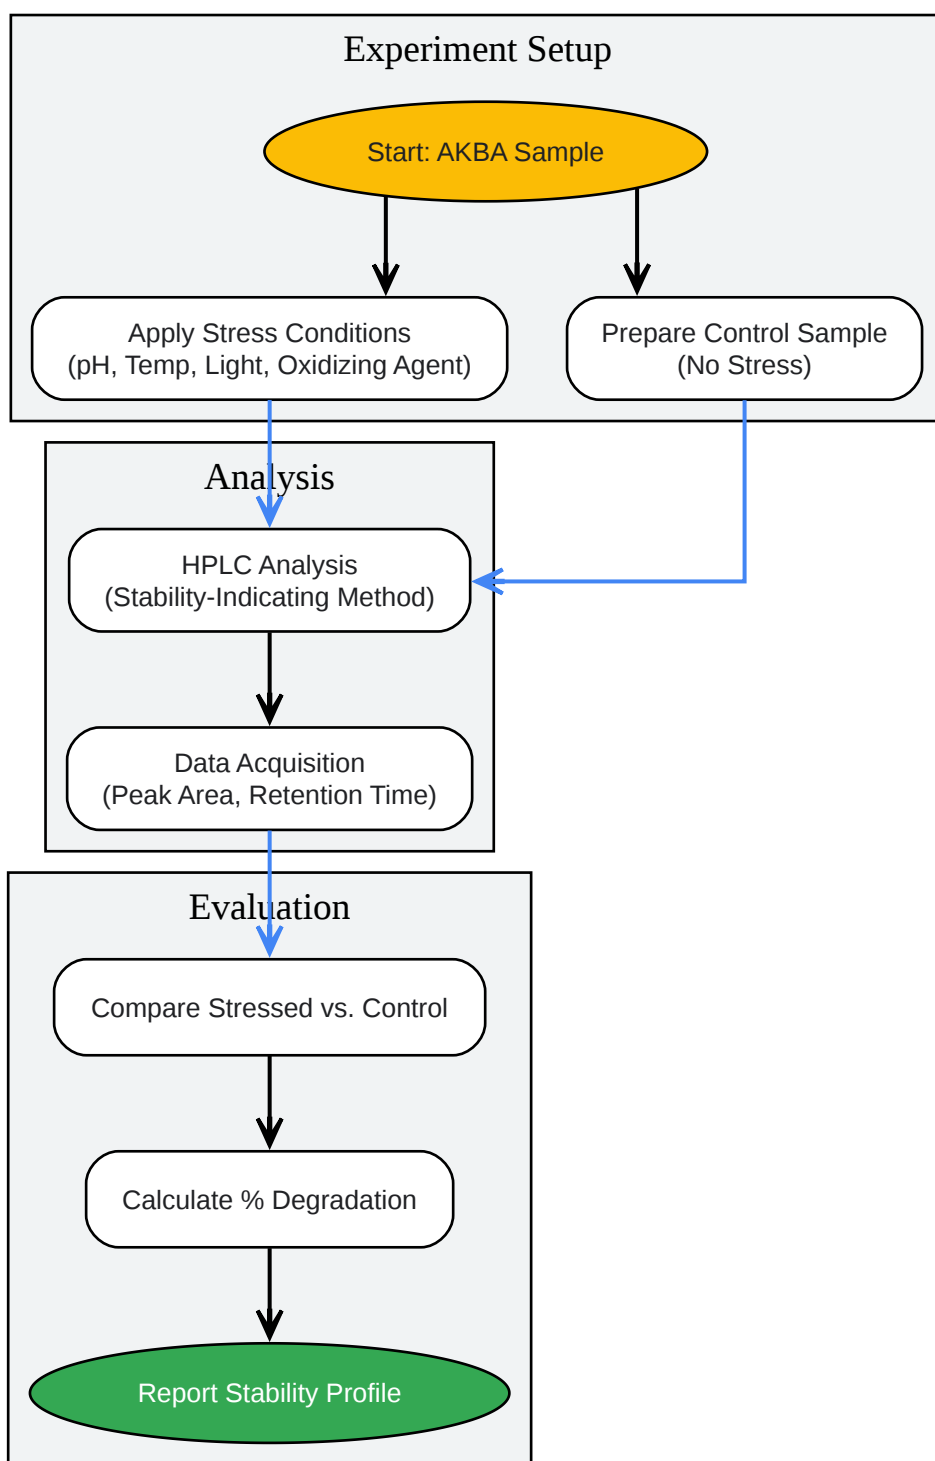 Experiment Setup
Start: AKBA Sample
Apply Stress Conditions
(pH, Temp, Light, Oxidizing Agent)
Prepare Control Sample
(No Stress)
Analysis
HPLC Analysis
(Stability-Indicating Method)
Data Acquisition
(Peak Area, Retention Time)
Evaluation
Compare Stressed vs. Control
Calculate % Degradation
Report Stability Profile